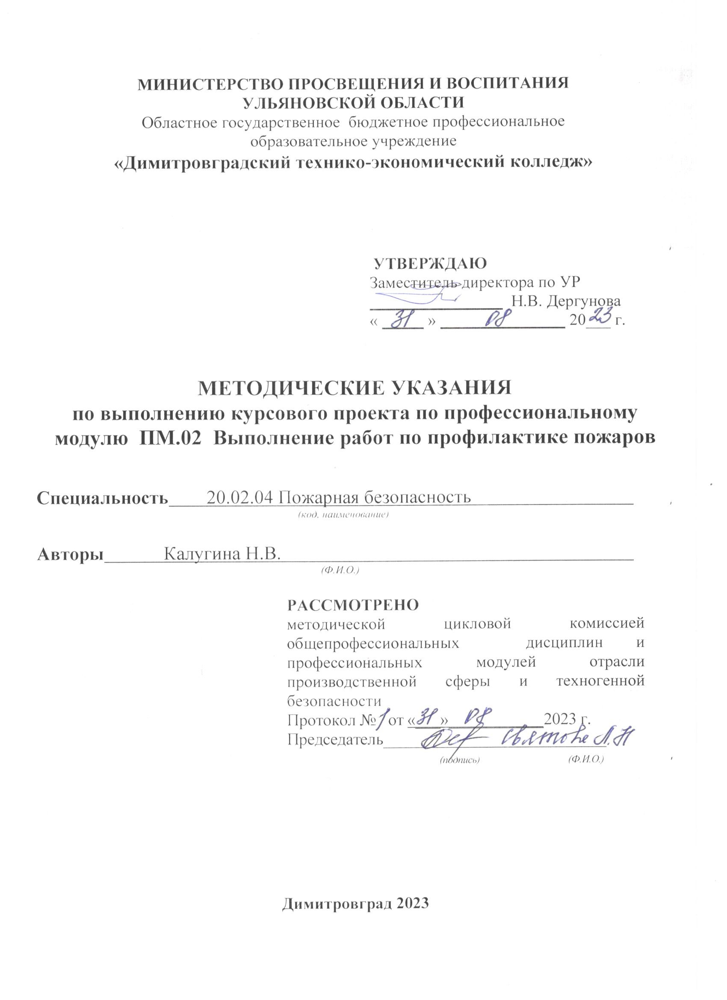 МИНИСТЕРСТВО ПРОСВЕЩЕНИЯ И ВОСПИТАНИЯ
УЛЬЯНОВСКОЙ ОБЛАСТИ
Областное государственное бюджетное профессиональное
образовательное учреждение
«Димитровградский технико-экономический колледж»
УТВЕРЖДАЮ
Заместитель директора по УР
Н.В. Дергунова
« 31 » 08 2023 г.
МЕТОДИЧЕСКИЕ УКАЗАНИЯ
по выполнению курсового проекта по профессиональному
модулю ПМ.02 Выполнение работ по профилактике пожаров
Специальность 20.02.04 Пожарная безопасность
(код, наименование)
Авторы Калугина Н.В.
(Ф.И.О.)
РАССМОТРЕНО
методической цикловой комиссией
общепрофессиональных дисциплин и
профессиональных модулей отрасли
производственной сферы и техногенной
безопасности
Протокол №1 от «31» 08 2023 г.
Председатель
(подпись) (Ф.И.О.)
Димитровград 2023